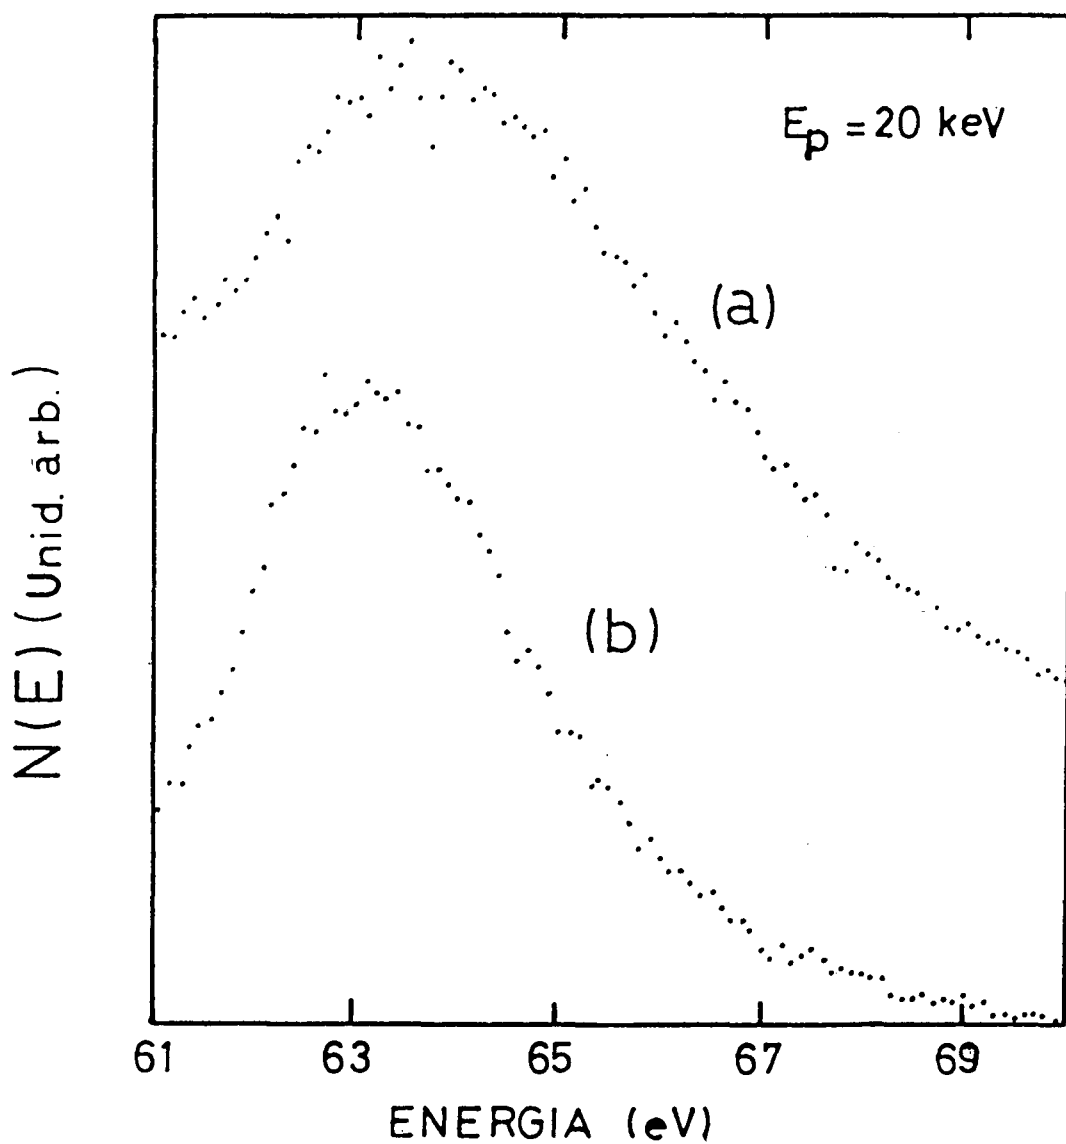 E_p = 20 keV
(a)
(b)
N(E) (Unid. arb.)
61 63 65 67 69
ENERGIA (eV)